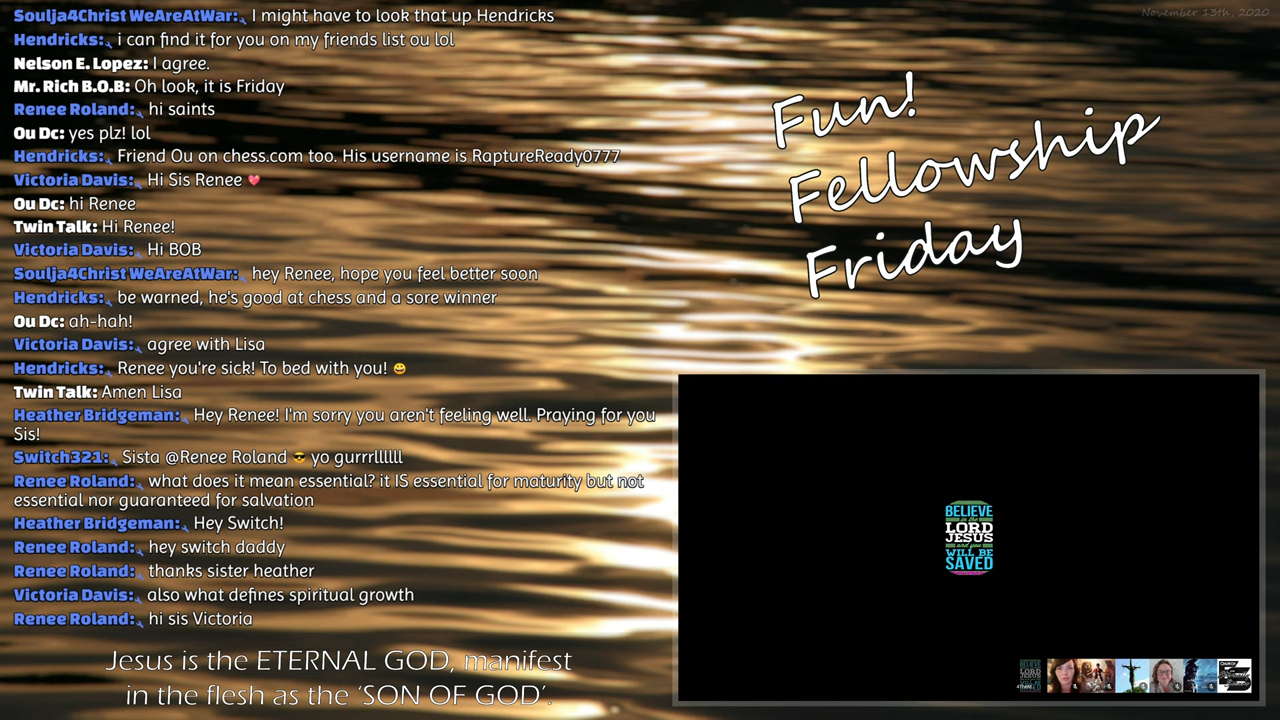 Soulja4Christ WeAreAtWar: I might have to look that up Hendricks
Hendricks: i can find it for you on my friends list ou lol
Nelson E. Lopez: I agree.
Mr. Rich B.O.B: Oh look, it is Friday
Renee Roland: hi saints
Ou Dc: yes plz! lol
Hendricks: Friend Ou on chess.com too. His username is RaptureReady0777
Victoria Davis: Hi Sis Renee 💖
Ou Dc: hi Renee
Twin Talk: Hi Renee!
Victoria Davis: Hi BOB
Soulja4Christ WeAreAtWar: hey Renee, hope you feel better soon
Hendricks: be warned, he's good at chess and a sore winner
Ou Dc: ah-hah!
Victoria Davis: agree with Lisa
Hendricks: Renee you're sick! To bed with you! 😀
Twin Talk: Amen Lisa
Heather Bridgeman: Hey Renee! I'm sorry you aren't feeling well. Praying for you
Sis!
Switch321: Sista @Renee Roland 😎 yo gurrrllllll
Renee Roland: what does it mean essential? it IS essential for maturity but not
essential nor guaranteed for salvation
Heather Bridgeman: Hey Switch!
Renee Roland: hey switch daddy
Renee Roland: thanks sister heather
Victoria Davis: also what defines spiritual growth
Renee Roland: hi sis Victoria
Jesus is the ETERNAL GOD, manifest
in the flesh as the 'SON OF GOD'.
November 13th, 2020
Fun!
Fellowship
Friday
BELIEVE
in the
LORD
JESUS
and you
WILL BE
SAVED